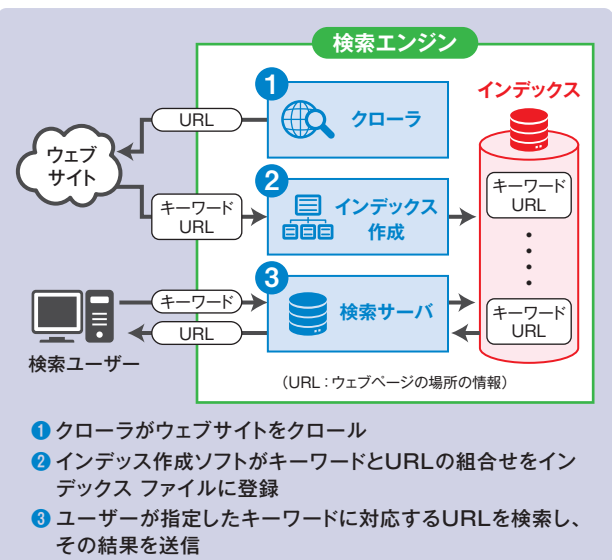 検索エンジン
❶
クローラ
URL
ウェブ
サイト
❷
インデックス
作成
キーワード
URL
❸
検索サーバ
キーワード
URL
検索ユーザー
インデックス
キーワード
URL
・
・
・
・
キーワード
URL
（URL：ウェブページの場所の情報）
❶ クローラがウェブサイトをクロール
❷ インデッス作成ソフトがキーワードとURLの組合せをイン
デックス ファイルに登録
❸ ユーザーが指定したキーワードに対応するURLを検索し、
その結果を送信